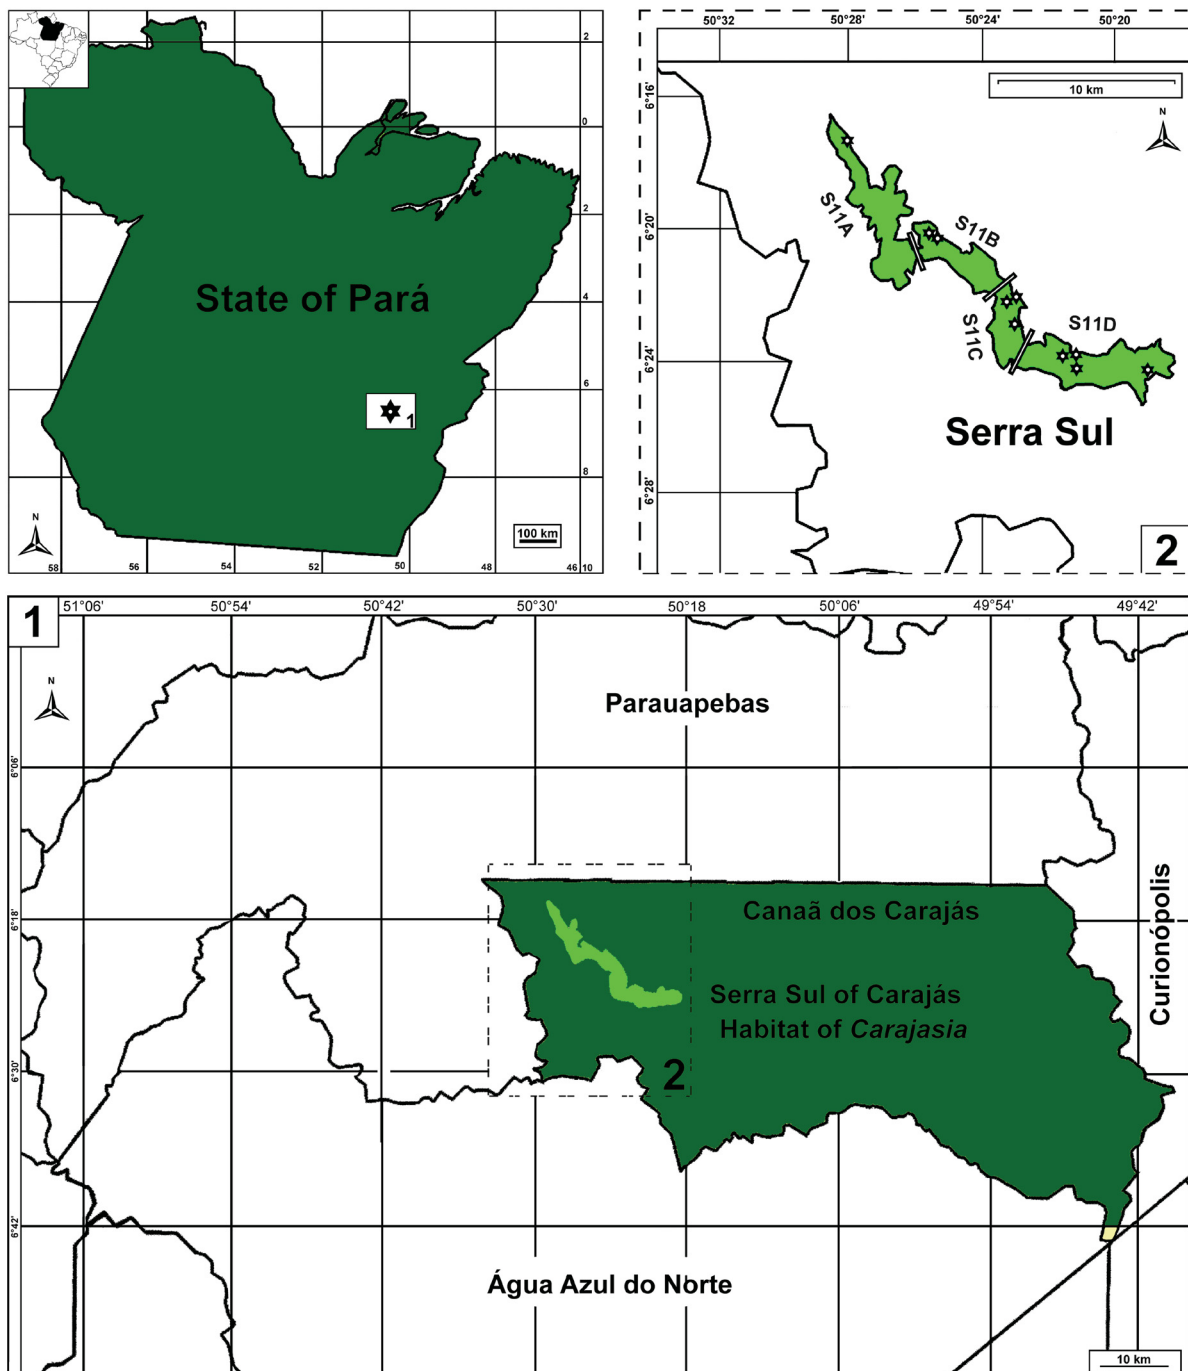 2
0
2
State of Pará
4
6
1
8
N
100 km
58
56
54
52
50
48
46
10
50°32
50°28'
50°24
50°20
10 km
6°16'
N
S11A
S11B
6°20'
S11C
S11D
6°24'
Serra Sul
6°28'
2
1
51°06'
50°54'
50°42'
50°30'
50°18'
50°06'
49°54'
49°42'
N
Parauapebas
6°06'
Curionópolis
Canaã dos Carajás
6°18'
Serra Sul of Carajás
Habitat of Carajasia
6°30'
2
6°42'
Água Azul do Norte
10 km